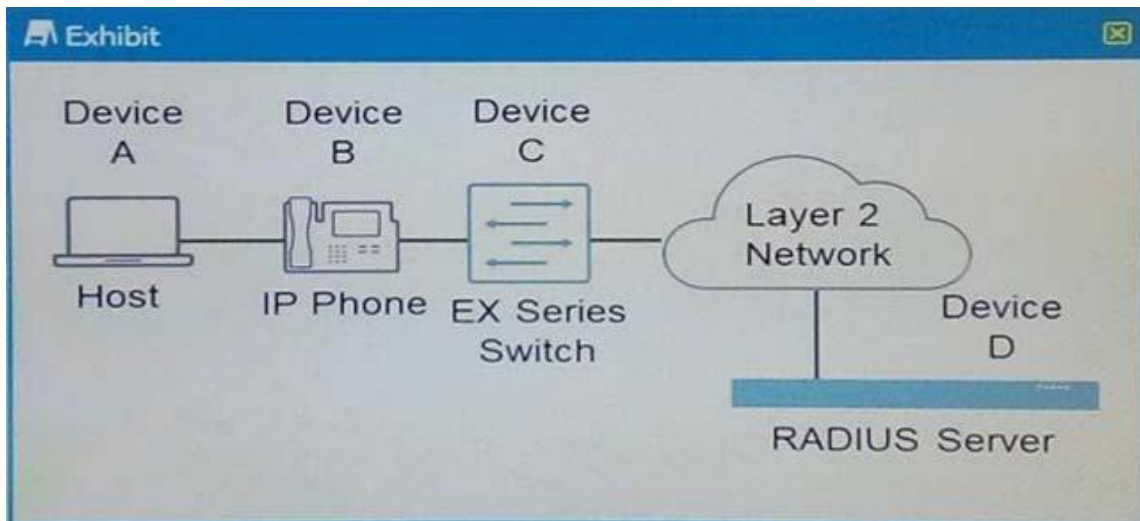 Exhibit
Device
A
Device
B
Device
C
Host
IP Phone
EX Series
Switch
Layer 2
Network
Device
D
RADIUS Server